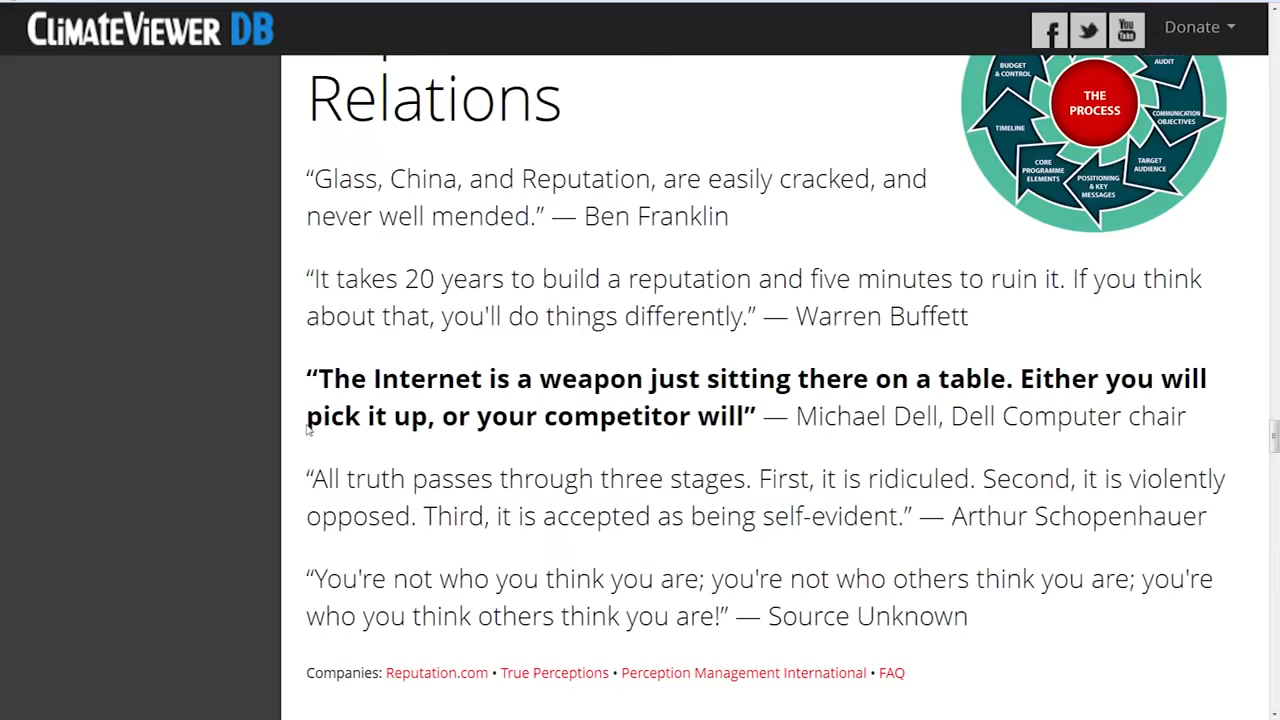 CLIMATEVIEWER DB
Donate
Relations
BUDGET
& CONTROL
AUDIT
THE
PROCESS
COMMUNICATION
OBJECTIVES
TIMELINE
CORE
PROGRAMME
ELEMENTS
TARGET
AUDIENCE
POSITIONING
& KEY
MESSAGES
“Glass, China, and Reputation, are easily cracked, and
never well mended.” — Ben Franklin
“It takes 20 years to build a reputation and five minutes to ruin it. If you think
about that, you'll do things differently.” — Warren Buffett
“The Internet is a weapon just sitting there on a table. Either you will
pick it up, or your competitor will” — Michael Dell, Dell Computer chair
“All truth passes through three stages. First, it is ridiculed. Second, it is violently
opposed. Third, it is accepted as being self-evident.” — Arthur Schopenhauer
“You're not who you think you are; you're not who others think you are; you're
who you think others think you are!” — Source Unknown
Companies: Reputation.com • True Perceptions • Perception Management International • FAQ